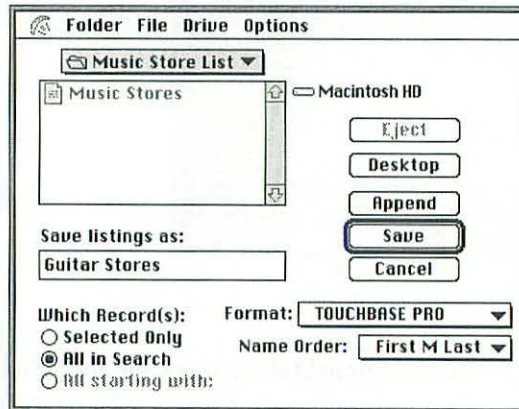 Folder File Drive Options
Music Store List
Music Stores
Macintosh HD
Eject
Desktop
Append
Save
Cancel
Save listings as:
Guitar Stores
Which Record(s):
Selected Only
All in Search
All starting with:
Format: TOUCHBASE PRO
Name Order: First M Last